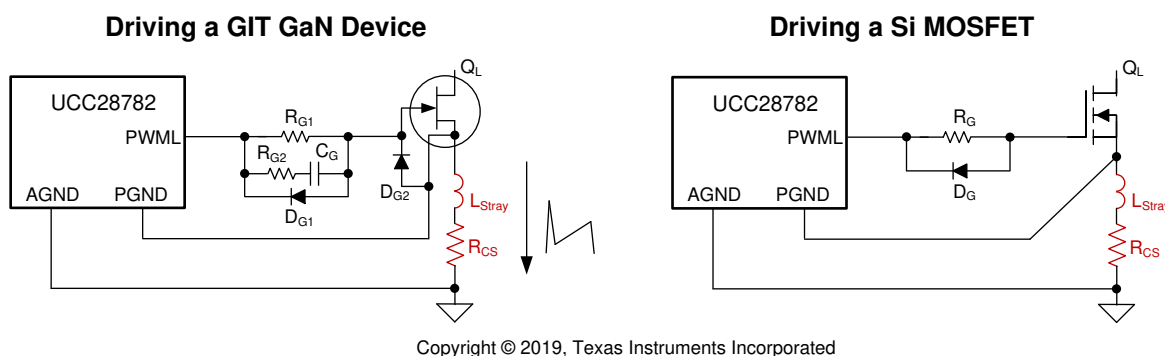 Driving a GIT GaN Device
UCC28782
PWML
AGND
PGND
RG1
RG2
CG
DG1
DG2
QL
LStray
RCS
Driving a Si MOSFET
UCC28782
PWML
AGND
PGND
RG
DG
QL
LStray
RCS
Copyright © 2019, Texas Instruments Incorporated